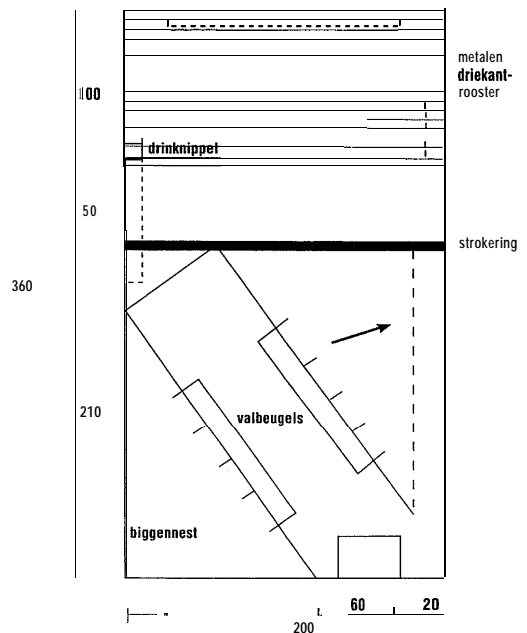 metalen
driekant-
rooster
100
drinknippel
50
strokering
360
210
valbeugels
biggennest
60 20
200